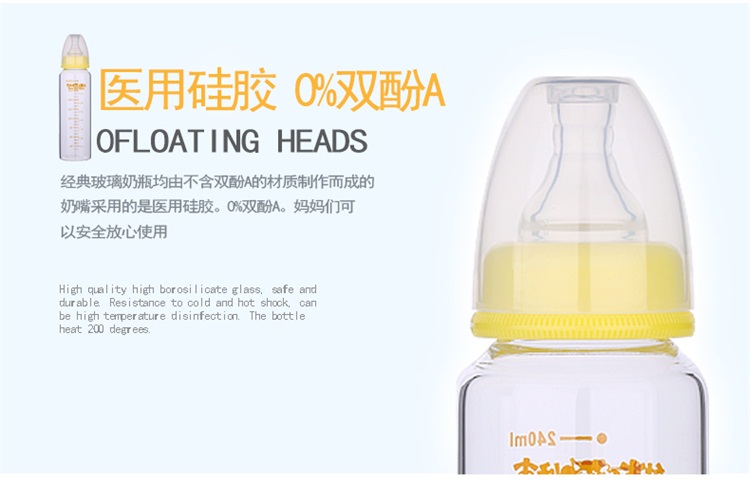 医用硅胶 0%双酚A
OFLOATING HEADS
经典玻璃奶瓶均由不含双酚A的材质制作而成的
奶嘴采用的是医用硅胶。0%双酚A。妈妈们可
以安全放心使用
High quality high borosilicate glass, safe and
durable. Resistance to cold and hot shock, can
be high temperature disinfection. The bottle
heat 200 degrees.
240ml